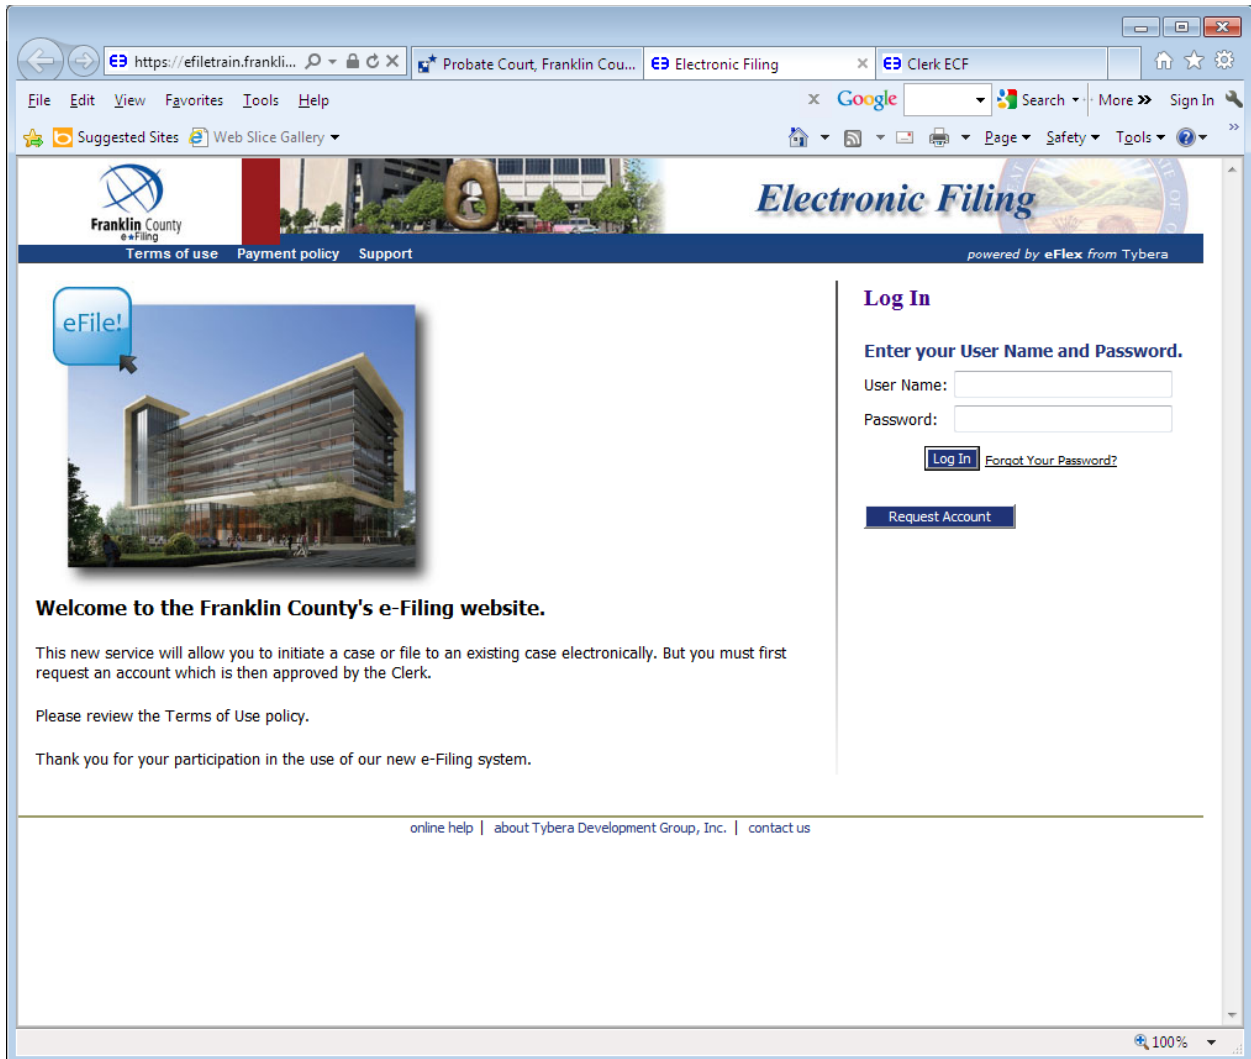 https://efiletrain.frankli...
Probate Court, Franklin Cou...
Electronic Filing
Clerk ECF
File Edit View Favorites Tools Help
x Google Search More » Sign In
Suggested Sites Web Slice Gallery
Page Safety Tools
Franklin County
e★Filing
Electronic Filing
Terms of use Payment policy Support
powered by eFlex from Tybera
eFile!
Log In
Enter your User Name and Password.
User Name:
Password:
Log In Forgot Your Password?
Request Account
Welcome to the Franklin County's e-Filing website.
This new service will allow you to initiate a case or file to an existing case electronically. But you must first
request an account which is then approved by the Clerk.
Please review the Terms of Use policy.
Thank you for your participation in the use of our new e-Filing system.
online help | about Tybera Development Group, Inc. | contact us
100%